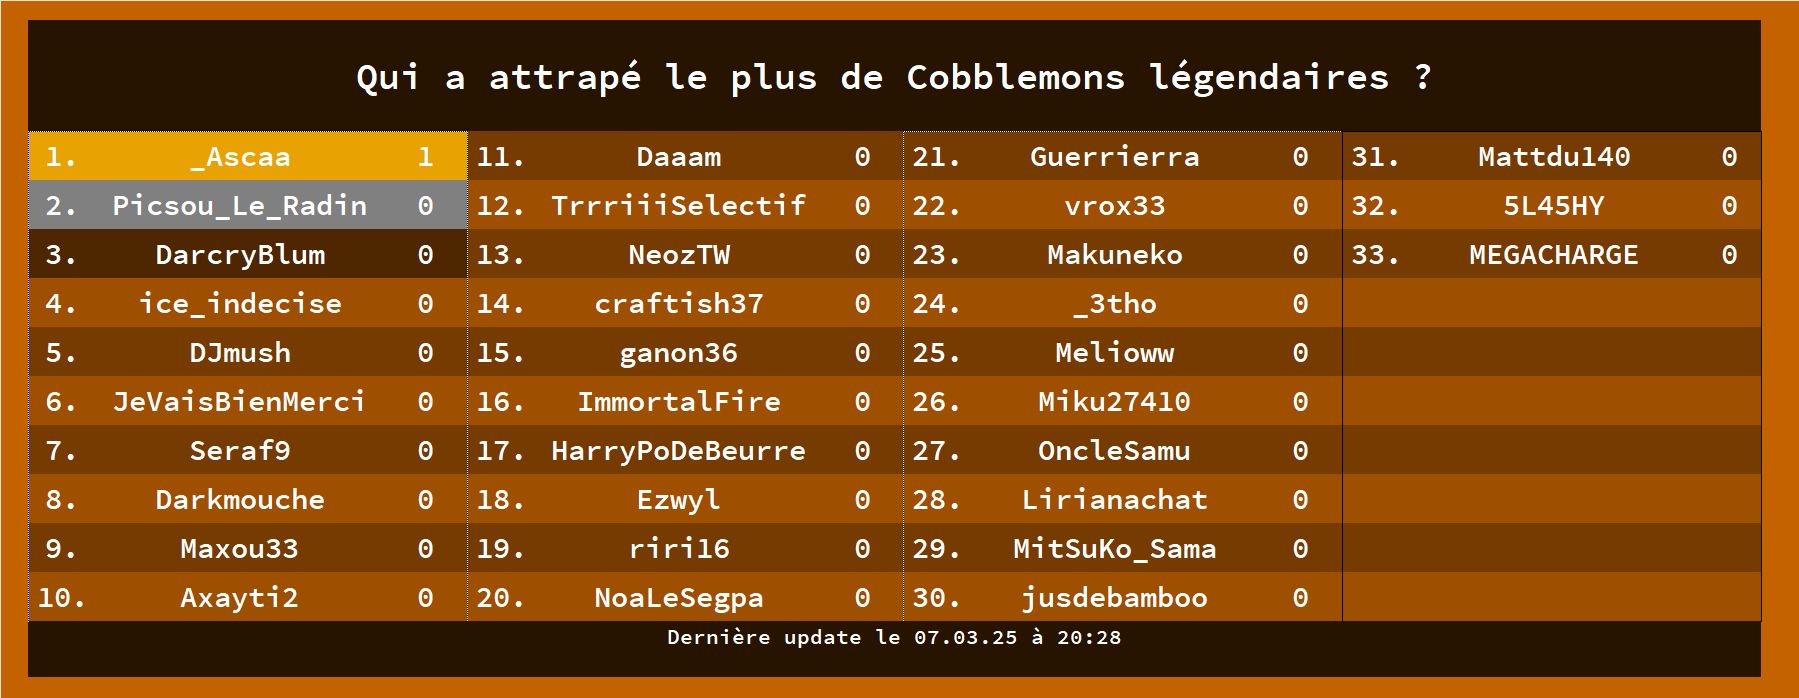 Qui a attrapé le plus de Cobblemons légendaires ?
1. _Ascaa 1 11. Daaam 0 21. Guerrierra 0 31. Mattdu140 0
2. Picsou_Le_Radin 0 12. TrrriiiSelectif 0 22. vrox33 0 32. 5L45HY 0
3. DarcryBlum 0 13. NeozTW 0 23. Makuneko 0 33. MEGACHARGE 0
4. ice_indecise 0 14. craftish37 0 24. _3tho 0
5. DJmush 0 15. ganon36 0 25. Melioww 0
6. JeVaisBienMerci 0 16. ImmortalFire 0 26. Miku27410 0
7. Seraf9 0 17. HarryPoDeBeurre 0 27. OncleSamu 0
8. Darkmouche 0 18. Ezwyl 0 28. Lirianachat 0
9. Maxou33 0 19. riri16 0 29. MitSuKo_Sama 0
10. Axayti2 0 20. NoaLeSegpa 0 30. jusdebamboo 0
Dernière update le 07.03.25 à 20:28